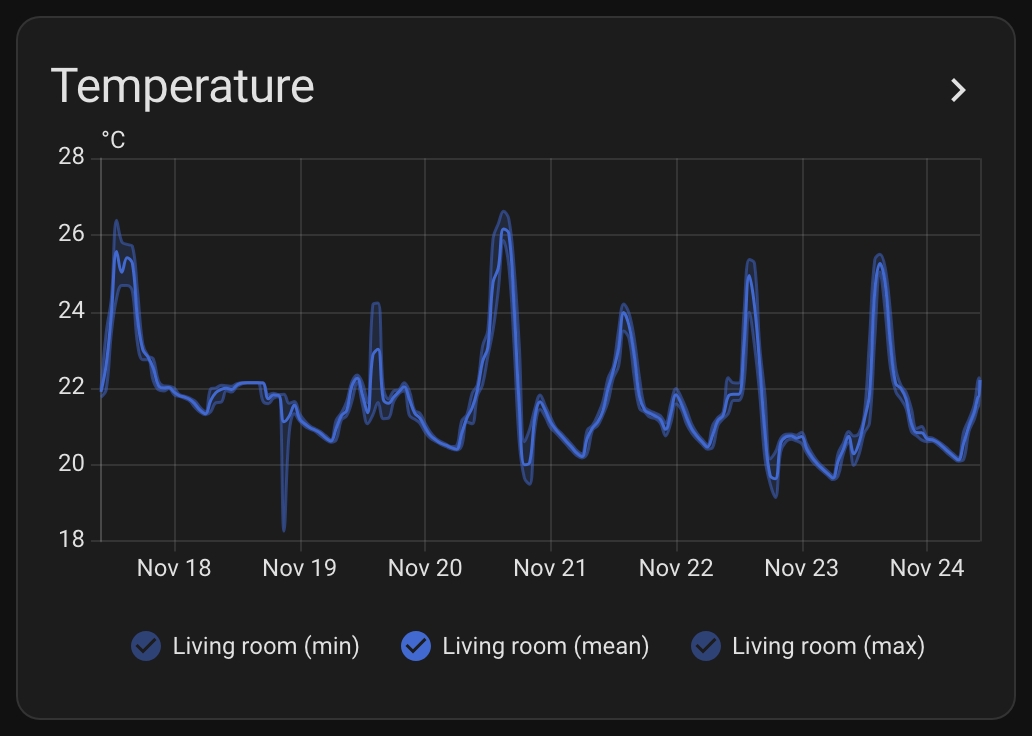 Temperature
°C
28
26
24
22
20
18
Nov 18 Nov 19 Nov 20 Nov 21 Nov 22 Nov 23 Nov 24
Living room (min) Living room (mean) Living room (max)